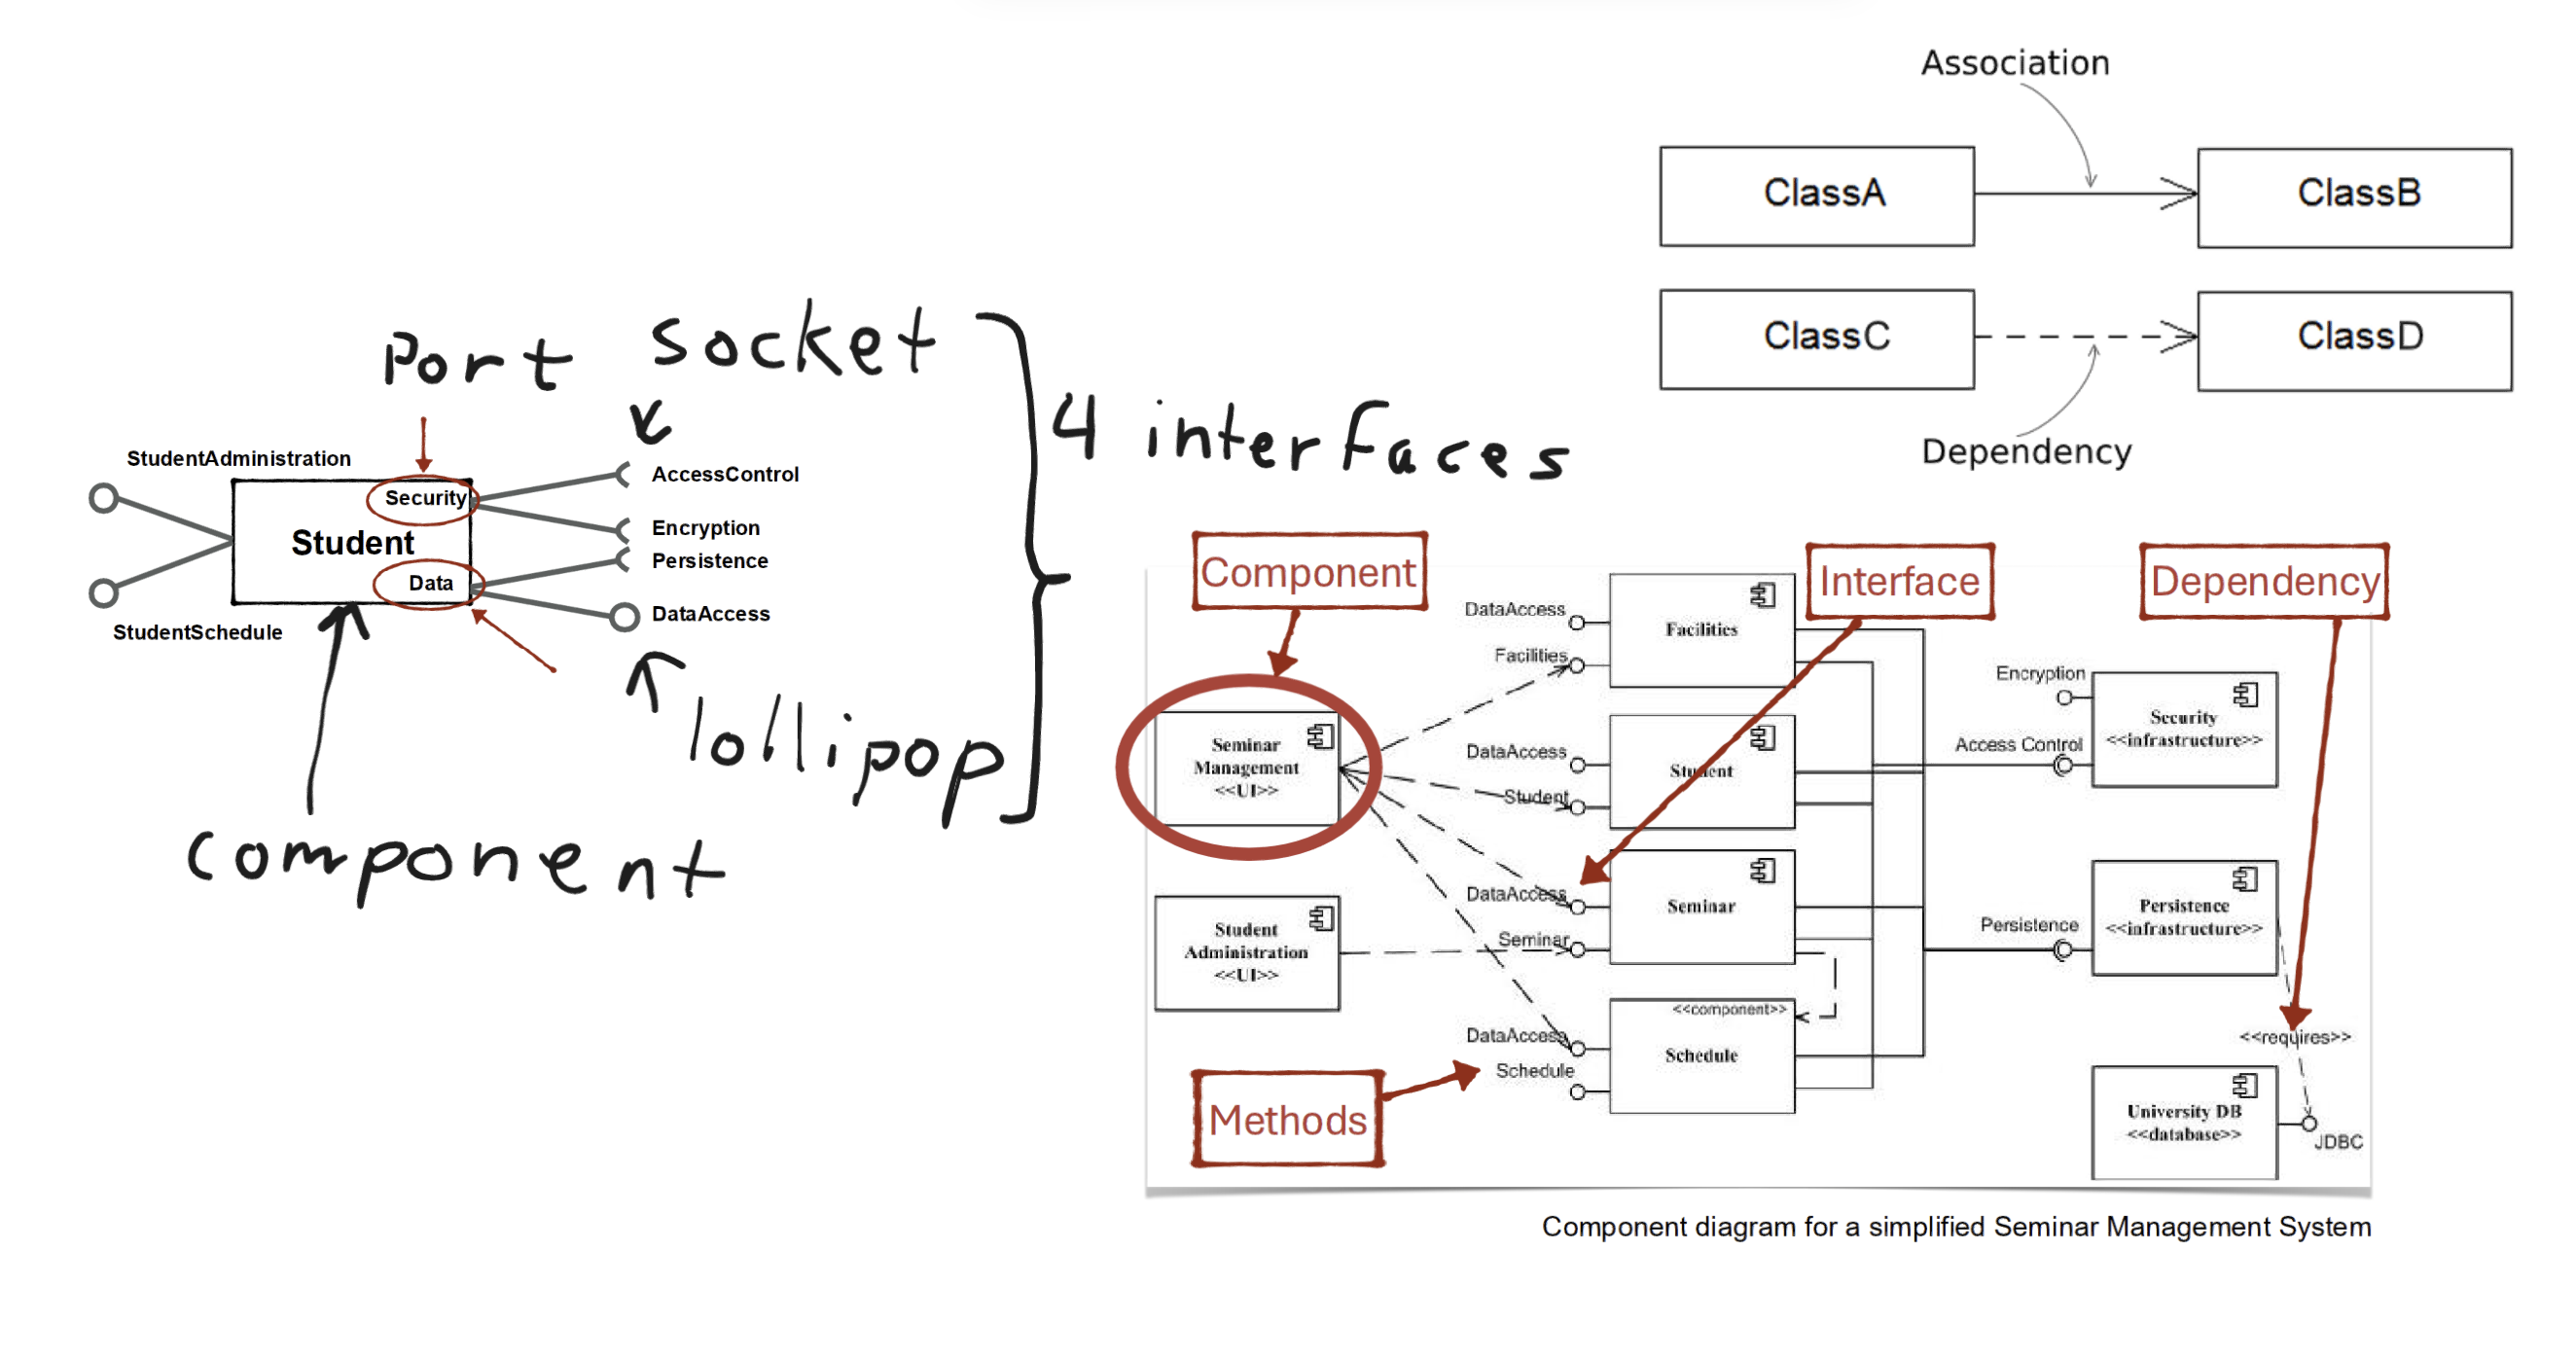 Association
ClassA
ClassB
ClassC
ClassD
Dependency
Port
socket
4 interfaces
StudentAdministration
Security
Student
Data
StudentSchedule
AccessControl
Encryption
Persistence
DataAccess
lollipop
component
Component
Interface
Dependency
DataAccess
Facilities
Facilities
Seminar
Management
<<UI>>
DataAccess
Student
Student
Encryption
Security
<<infrastructure>>
Access Control
DataAccess
Seminar
Seminar
Student
Administration
<<UI>>
Persistence
Persistence
<<infrastructure>>
<<component>>
DataAccess
Schedule
Schedule
Methods
<<requires>>
University DB
<<database>>
JDBC
Component diagram for a simplified Seminar Management System